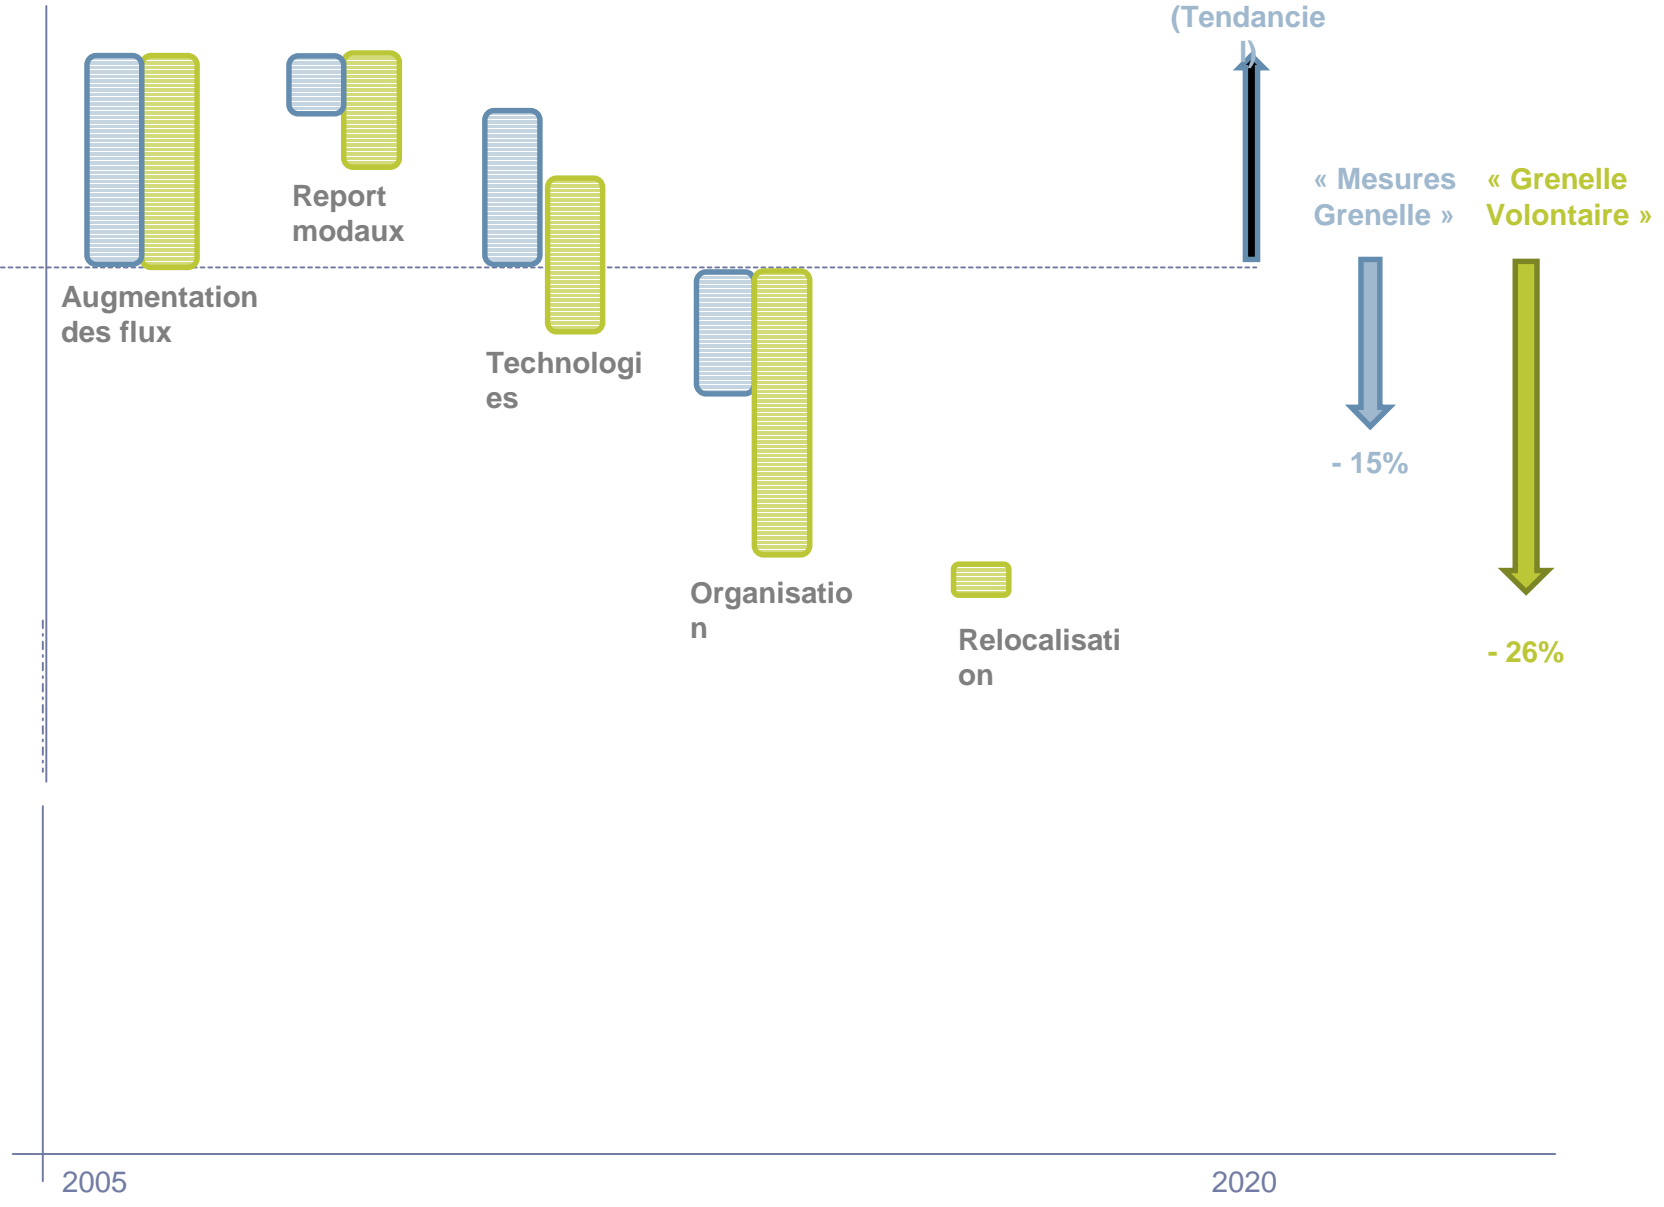 (Tendancie
l)
« Mesures
Grenelle »
« Grenelle
Volontaire »
Report
modaux
Augmentation
des flux
Technologi
es
- 15%
Organisatio
n
Relocalisati
on
- 26%
2005
2020